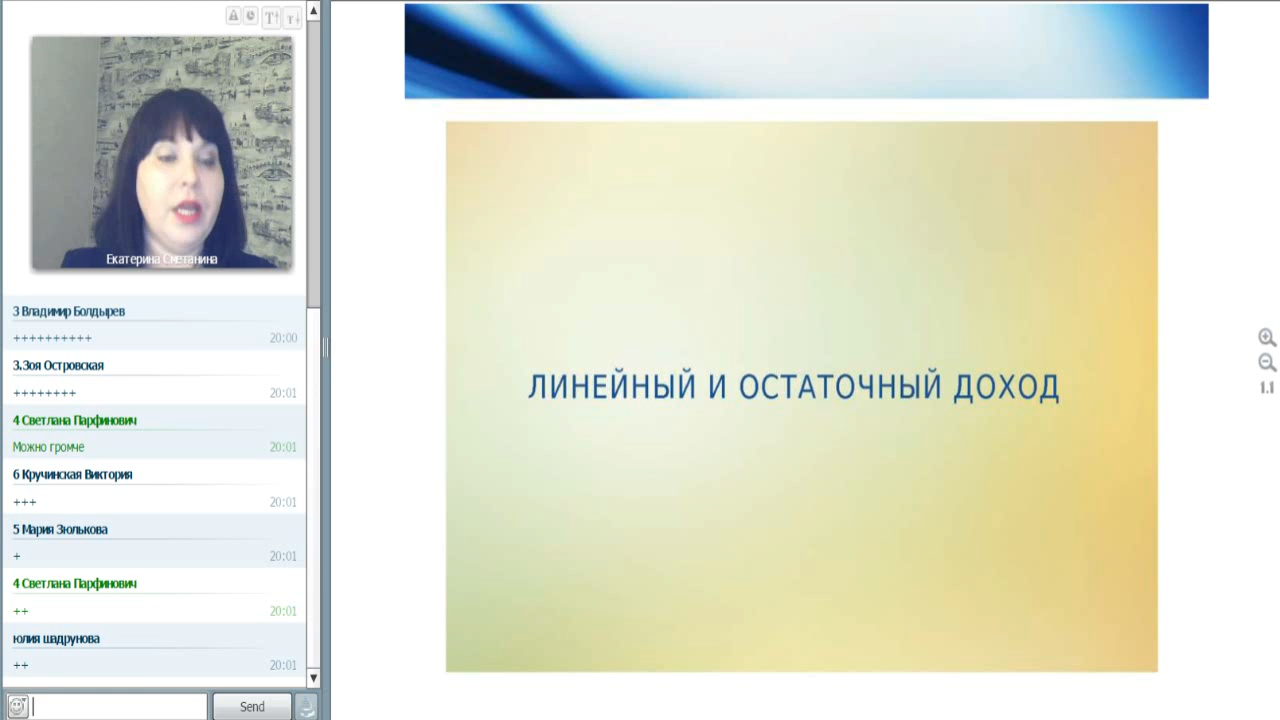 Екатерина Сметанина
3 Владимир Болдырев
++++++++++ 20:00
3.Зоя Островская
++++++++ 20:01
4 Светлана Парфинович
Можно громче 20:01
6 Кручинская Виктория
+++ 20:01
5 Мария Зюлькова
+ 20:01
4 Светлана Парфинович
++ 20:01
юлия шадрунова
++ 20:01
Send
ЛИНЕЙНЫЙ И ОСТАТОЧНЫЙ ДОХОД
1:1